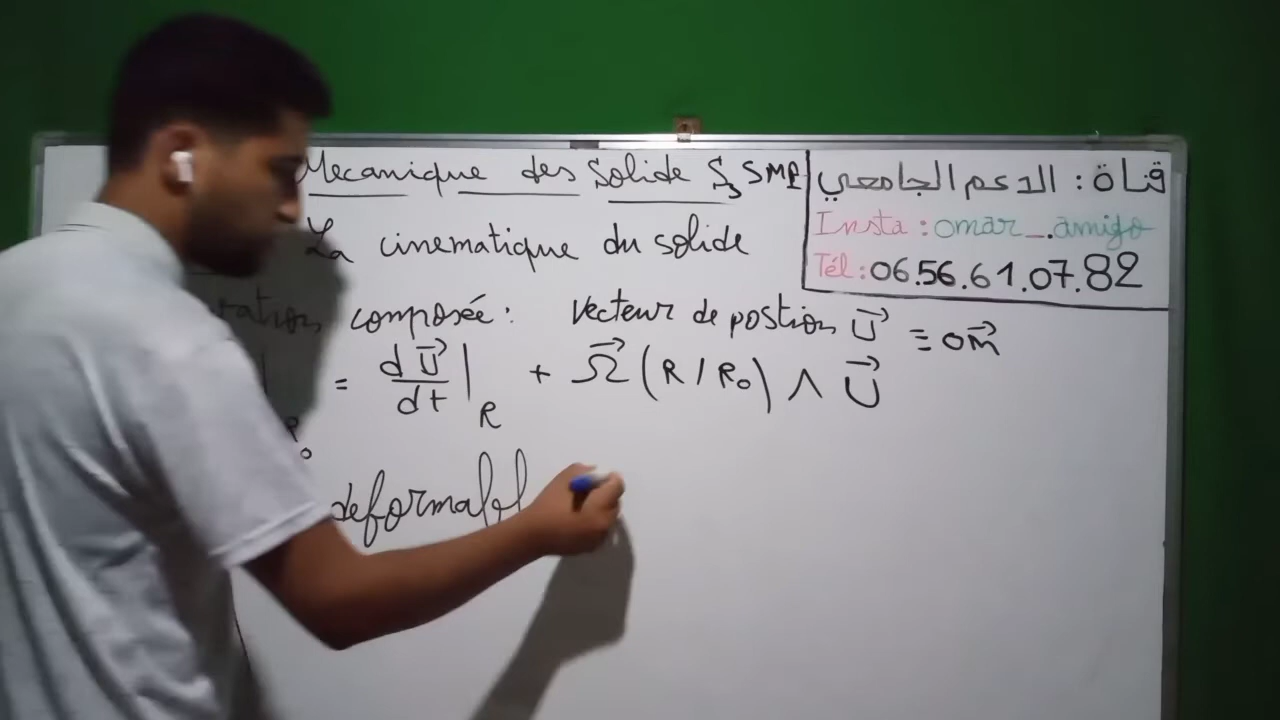 Mecanique des Solide S3 SMP
قناة : الدعم الجامعي
Insta : omar_.amigo
Tél : 06.56.61.07.82
La cinematique du solide
composée : vecteur de postion U⃗ ≡ OM⃗
= dU⃗/dt |R + Ω⃗ (R/R₀) ∧ U⃗
deformabl